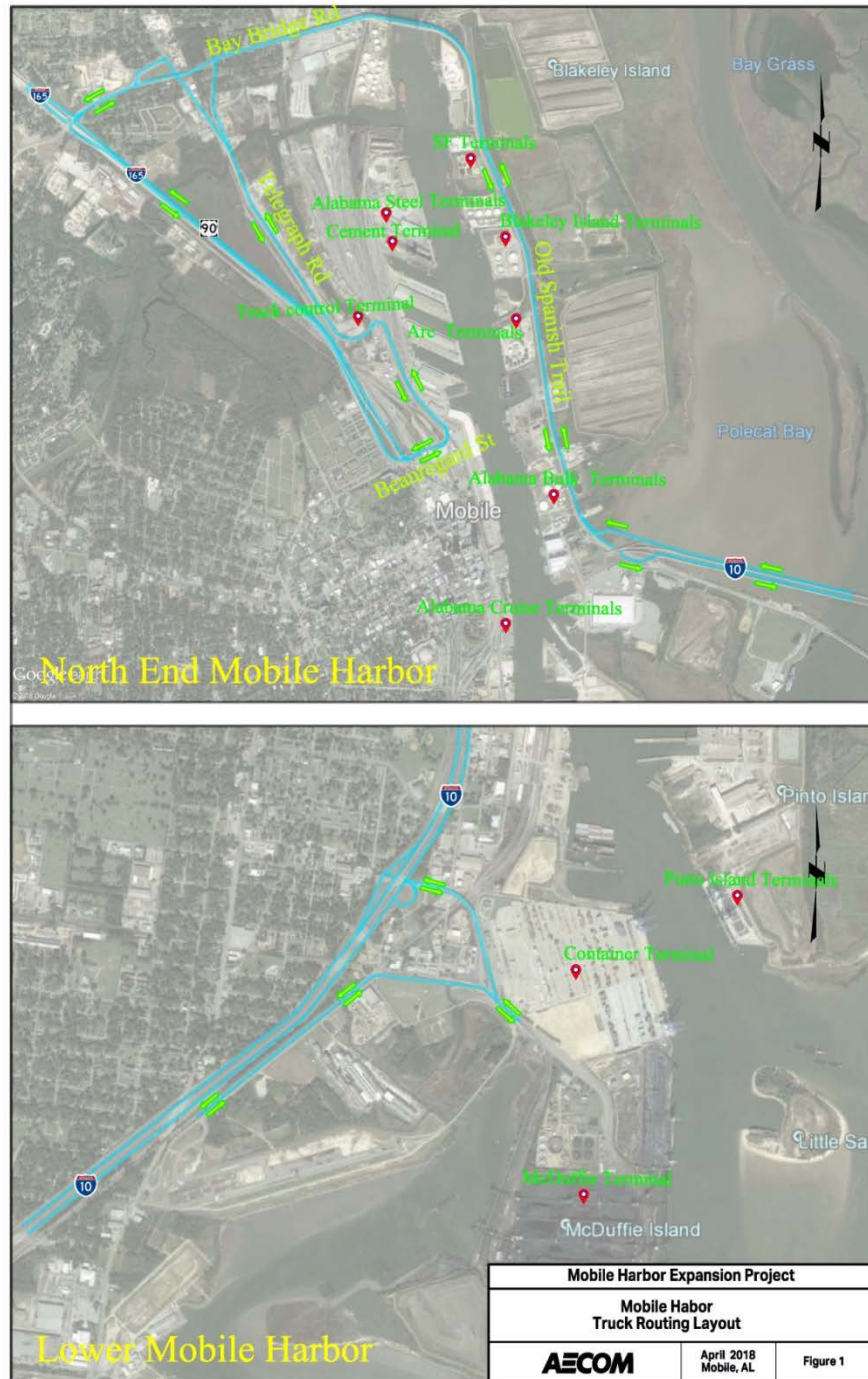 Bay Bridge Rd
Blakeley Island
Bay Grass
165
SF Terminals
165
Alabama Steel Terminals
90
Cement Terminal
Blakeley Island Terminals
Telegraph Rd
Old Spanish Trail
Truck control Terminal
Arc Terminals
Polecat Bay
Beauregard St
Alabama Bulk Terminals
Mobile
10
Alabama Cruise Terminals
North End Mobile Harbor
10
Pinto Islan
Pinto Island Terminals
Container Terminal
Little Sa
10
McDuffie Terminal
McDuffie Island
Lower Mobile Harbor
Mobile Harbor Expansion Project
Mobile Habor
Truck Routing Layout
AECOM
April 2018
Mobile, AL
Figure 1